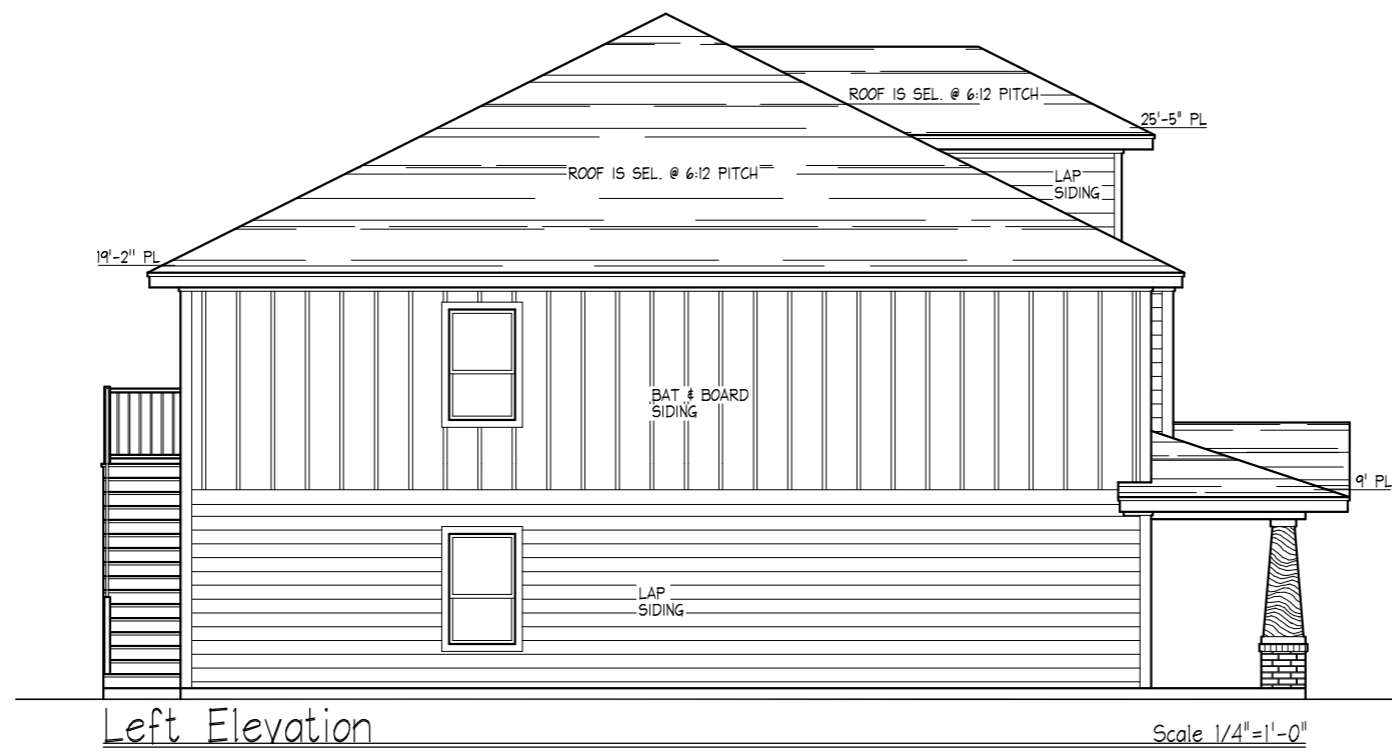 ROOF IS SEL. @ 6:12 PITCH
25'-5" PL
ROOF IS SEL. @ 6:12 PITCH
LAP
SIDING
19'-2" PL
BAT & BOARD
SIDING
9' PL
LAP
SIDING
Left Elevation
Scale 1/4"=1'-0"